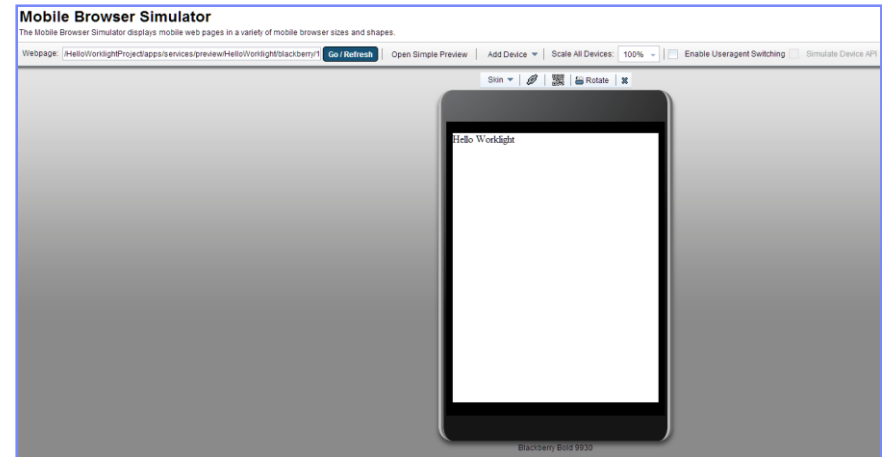 Mobile Browser Simulator
The Mobile Browser Simulator displays mobile web pages in a variety of mobile browser sizes and shapes.
Webpage: /HelloWorklightProject/apps/services/preview/HelloWorklight/blackberry/1 Go / Refresh Open Simple Preview Add Device Scale All Devices: 100% Enable Useragent Switching Simulate Device API
Skin Rotate
Hello Worklight
Blackberry Bold 9930